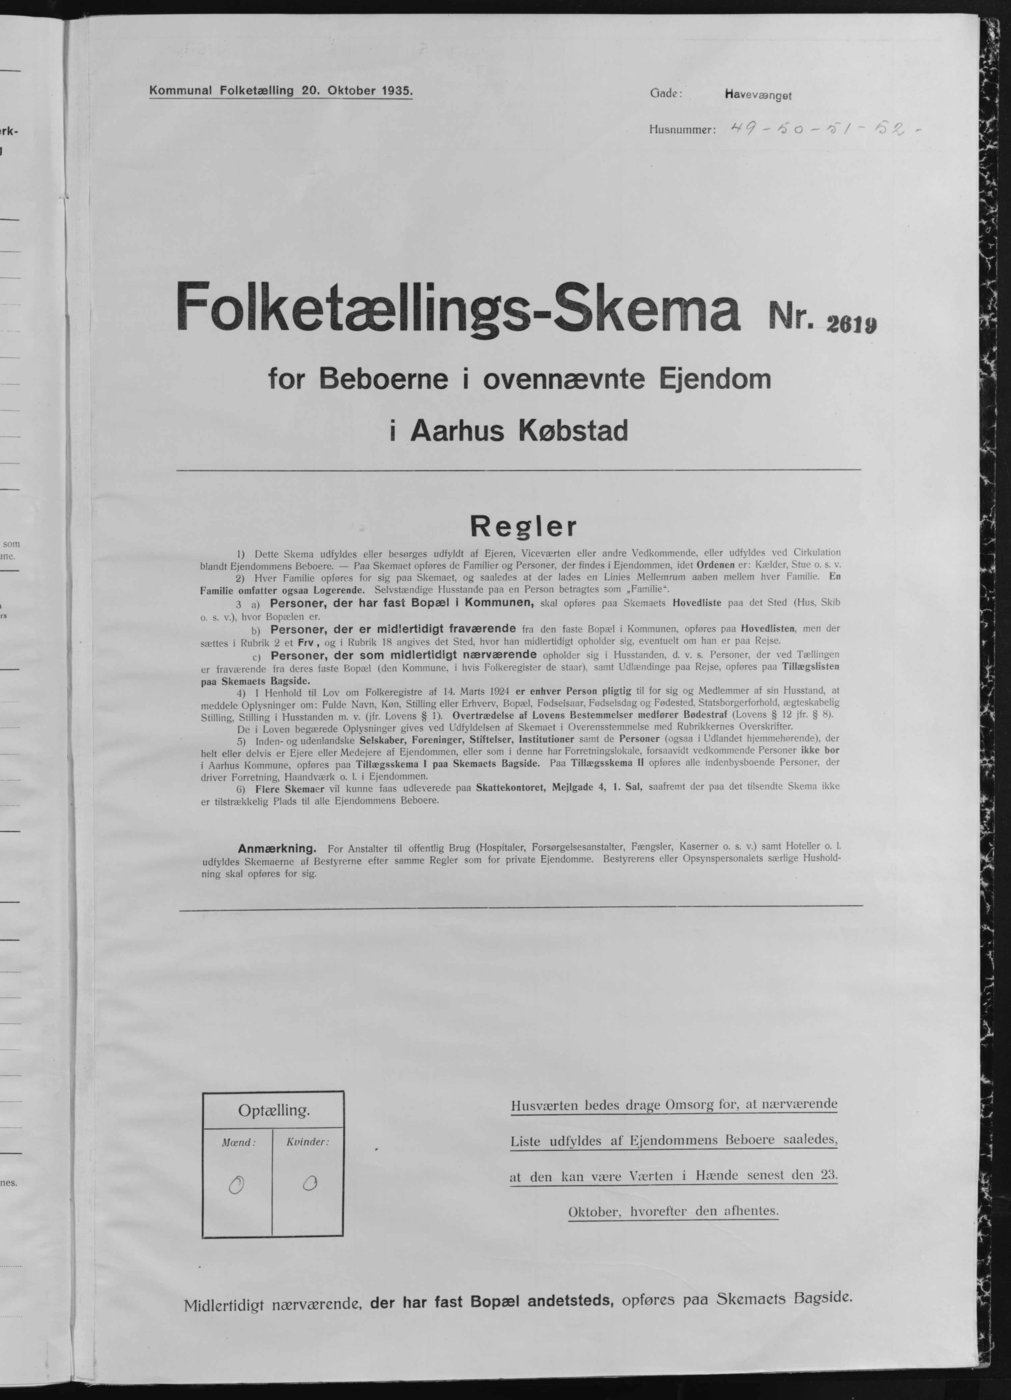 Kommunal Folketælling 20. Oktober 1935.
Gade: Havevænget
Husnummer: 49 - 50 - 51 - 52 -
Folketællings-Skema Nr. 2619
for Beboerne i ovennævnte Ejendom
i Aarhus Købstad
Regler
1) Dette Skema udfyldes eller besørges udfyldt af Ejeren, Viceværten eller andre Vedkommende, eller udfyldes ved Cirkulation
blandt Ejendommens Beboere. — Paa Skemaet opføres de Familier og Personer, der findes i Ejendommen, idet Ordenen er: Kælder, Stue o. s. v.
2) Hver Familie opføres for sig paa Skemaet, og saaledes at der lades en Linies Mellemrum aaben mellem hver Familie. En
Familie omfatter ogsaa Logerende. Selvstændige Husstande paa en Person betragtes som „Familie“.
3 a) Personer, der har fast Bopæl i Kommunen, skal opføres paa Skemaets Hovedliste paa det Sted (Hus, Skib
o. s. v.), hvor Bopælen er.
b) Personer, der er midlertidigt fraværende fra den faste Bopæl i Kommunen, opføres paa Hovedlisten, men der
sættes i Rubrik 2 et Frv., og i Rubrik 18 angives det Sted, hvor han midlertidigt opholder sig, eventuelt om han er paa Rejse.
c) Personer, der som midlertidigt nærværende opholder sig i Husstanden, d. v. s. Personer, der ved Tællingen
er fraværende fra deres faste Bopæl (den Kommune, i hvis Folkeregister de staar), samt Udlændinge paa Rejse, opføres paa Tillægslisten
paa Skemaets Bagside.
4) I Henhold til Lov om Folkeregistre af 14. Marts 1924 er enhver Person pligtig til for sig og Medlemmer af sin Husstand, at
meddele Oplysninger om: Fulde Navn, Køn, Stilling eller Erhverv, Bopæl, Fødselsaar, Fødselsdag og Fødested, Statsborgerforhold, ægteskabelig
Stilling, Stilling i Husstanden m. v. (jfr. Lovens § 1). Overtrædelse af Lovens Bestemmelser medfører Bødestraf (Lovens § 12 jfr. § 8).
De i Loven begærede Oplysninger gives ved Udfyldelsen af Skemaet i Overensstemmelse med Rubrikkernes Overskrifter.
5) Inden- og udenlandske Selskaber, Foreninger, Stiftelser, Institutioner samt de Personer (ogsaa i Udlandet hjemmehørende), der
helt eller delvis er Ejere eller Medejere af Ejendommen, eller som i denne har Forretningslokale, forsaavidt vedkommende Personer ikke bor
i Aarhus Kommune, opføres paa Tillægsskema I paa Skemaets Bagside. Paa Tillægsskema II opføres alle indenbysboende Personer, der
driver Forretning, Haandværk o. l. i Ejendommen.
6) Flere Skemaer vil kunne faas udleverede paa Skattekontoret, Mejlgade 4, 1. Sal, saafremt der paa det tilsendte Skema ikke
er tilstrækkelig Plads til alle Ejendommens Beboere.
Anmærkning. For Anstalter til offentlig Brug (Hospitaler, Forsørgelsesanstalter, Fængsler, Kaserner o. s. v.) samt Hoteller o. l.
udfyldes Skemaerne af Bestyrerne efter samme Regler som for private Ejendomme. Bestyrerens eller Opsynspersonalets særlige Hushold-
ning skal opføres for sig.
Optælling.
Mænd: Kvinder:
0 0
Husværten bedes drage Omsorg for, at nærværende
Liste udfyldes af Ejendommens Beboere saaledes,
at den kan være Værten i Hænde senest den 23.
Oktober, hvorefter den afhentes.
Midlertidigt nærværende, der har fast Bopæl andetsteds, opføres paa Skemaets Bagside.